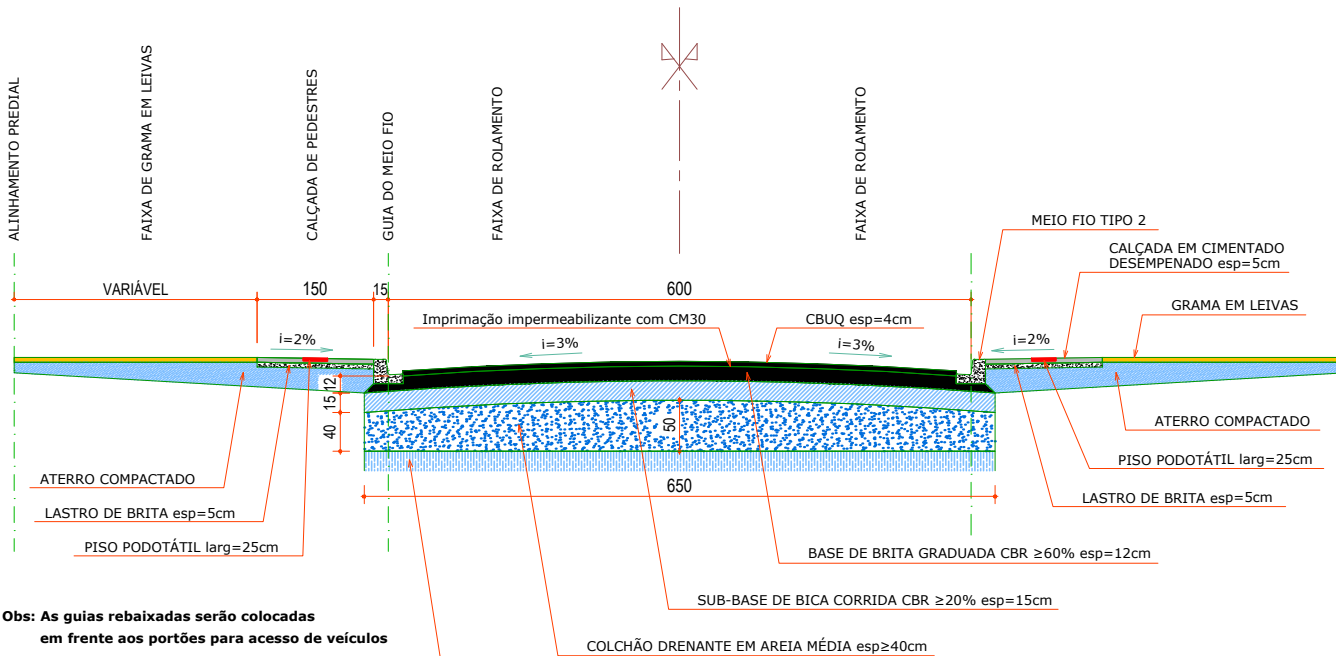 ALINHAMENTO PREDIAL
FAIXA DE GRAMA EM LEIVAS
CALÇADA DE PEDESTRES
GUIA DO MEIO FIO
FAIXA DE ROLAMENTO
FAIXA DE ROLAMENTO
MEIO FIO TIPO 2
CALÇADA EM CIMENTADO
DESEMPENADO esp=5cm
GRAMA EM LEIVAS
VARIÁVEL
150
15
600
Imprimação impermeabilizante com CM30
CBUQ esp=4cm
i=2%
i=3%
i=3%
i=2%
12
15
40
50
650
ATERRO COMPACTADO
LASTRO DE BRITA esp=5cm
PISO PODOTÁTIL larg=25cm
ATERRO COMPACTADO
PISO PODOTÁTIL larg=25cm
LASTRO DE BRITA esp=5cm
BASE DE BRITA GRADUADA CBR ≥60% esp=12cm
SUB-BASE DE BICA CORRIDA CBR ≥20% esp=15cm
COLCHÃO DRENANTE EM AREIA MÉDIA esp≥40cm
Obs: As guias rebaixadas serão colocadas
em frente aos portões para acesso de veículos